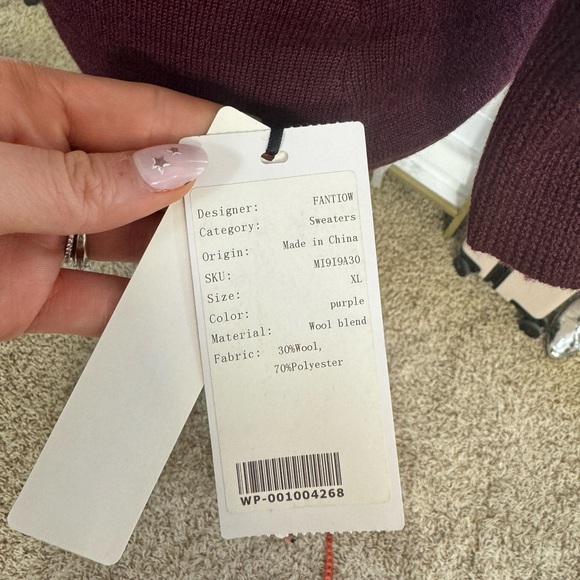 Designer: FANTIOW
Category: Sweaters
Origin: Made in China
SKU: MI9I9A30
Size: XL
Color: purple
Material: Wool blend
Fabric: 30%Wool,
70%Polyester
WP-001004268